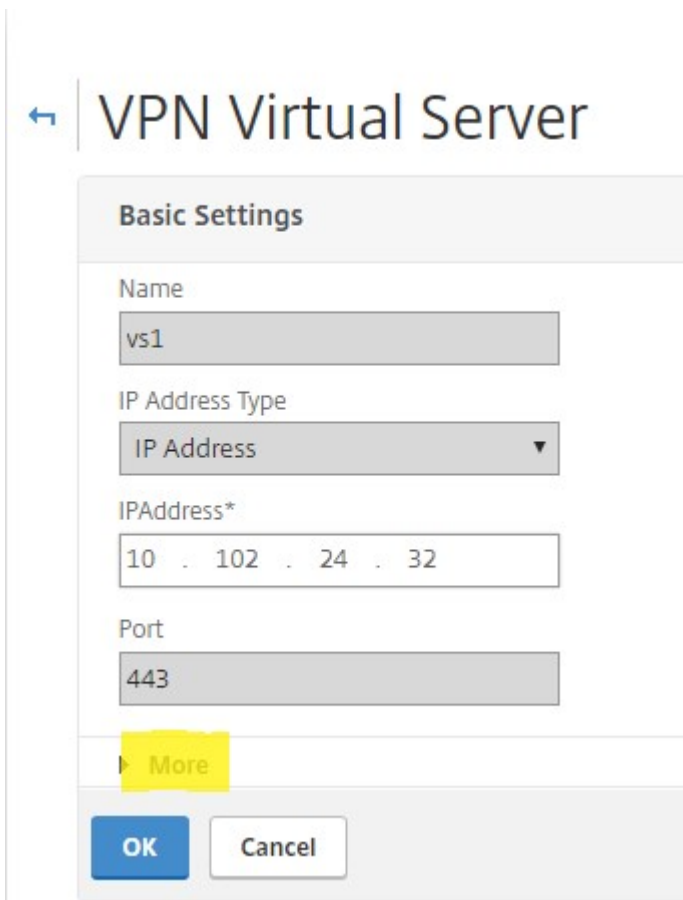 VPN Virtual Server
Basic Settings
Name
vs1
IP Address Type
IP Address
IPAddress*
10 . 102 . 24 . 32
Port
443
More
OK Cancel